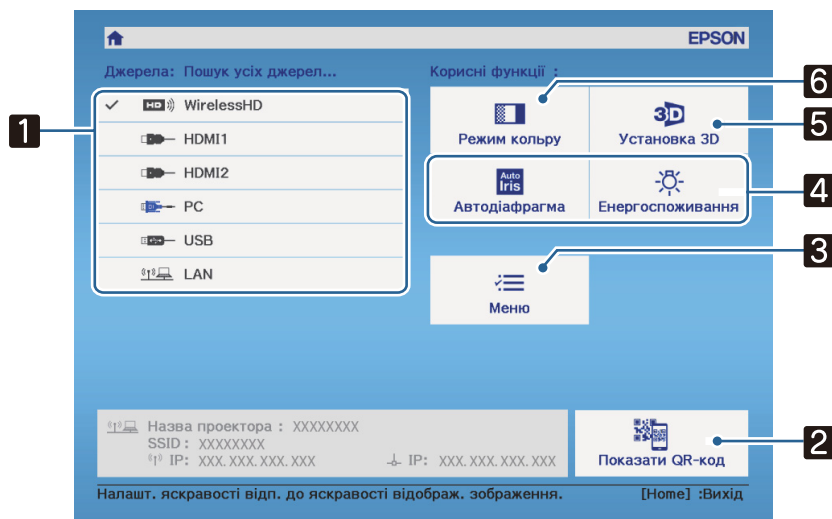 EPSON
Джерела: Пошук усіх джерел...
WirelessHD
HDMI1
HDMI2
PC
USB
LAN
1
Корисні функції :
Режим кольру
6
3D
Установка 3D
5
Auto
Iris
Автодіафрагма
Енергоспоживання
4
Меню
3
Назва проектора : XXXXXXXX
SSID : XXXXXXXX
IP: XXX. XXX. XXX. XXX
IP: XXX. XXX. XXX. XXX
Показати QR-код
2
Налашт. яскравості відп. до яскравості відображ. зображення.
[Home] :Вихід